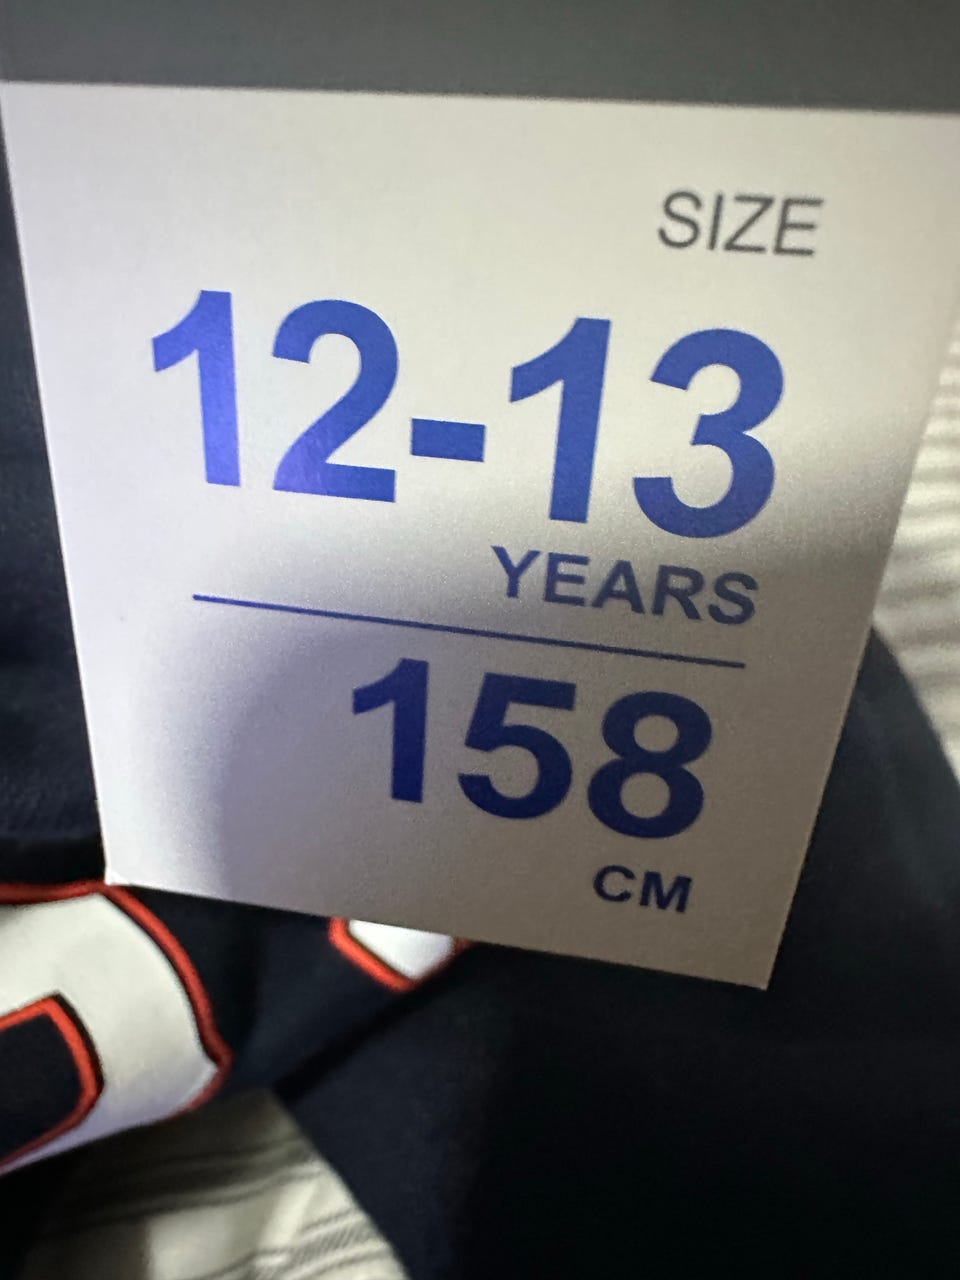 SIZE
12-13
YEARS
158
CM